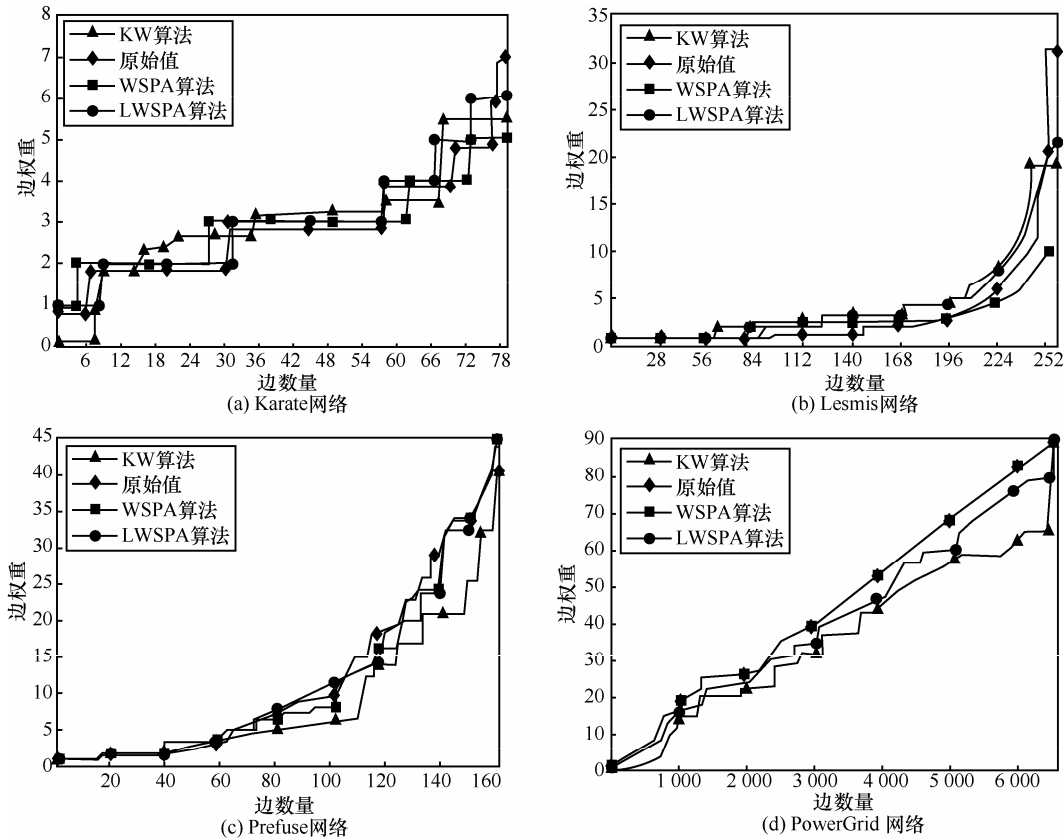 8
7
6
5
4
3
2
1
0
边权重
KW算法
原始值
WSPA算法
LWSPA算法
6 12 18 24 30 36 42 48 54 60 66 72 78
边数量
(a) Karate网络
35
30
25
20
15
10
5
0
边权重
KW算法
原始值
WSPA算法
LWSPA算法
28 56 84 112 140 168 196 224 252
边数量
(b) Lesmis网络
45
40
35
30
25
20
15
10
5
0
边权重
KW算法
原始值
WSPA算法
LWSPA算法
20 40 60 80 100 120 140 160
边数量
(c) Prefuse网络
90
80
70
60
50
40
30
20
10
0
边权重
KW算法
原始值
WSPA算法
LWSPA算法
1 000 2 000 3 000 4 000 5 000 6 000
边数量
(d) PowerGrid 网络